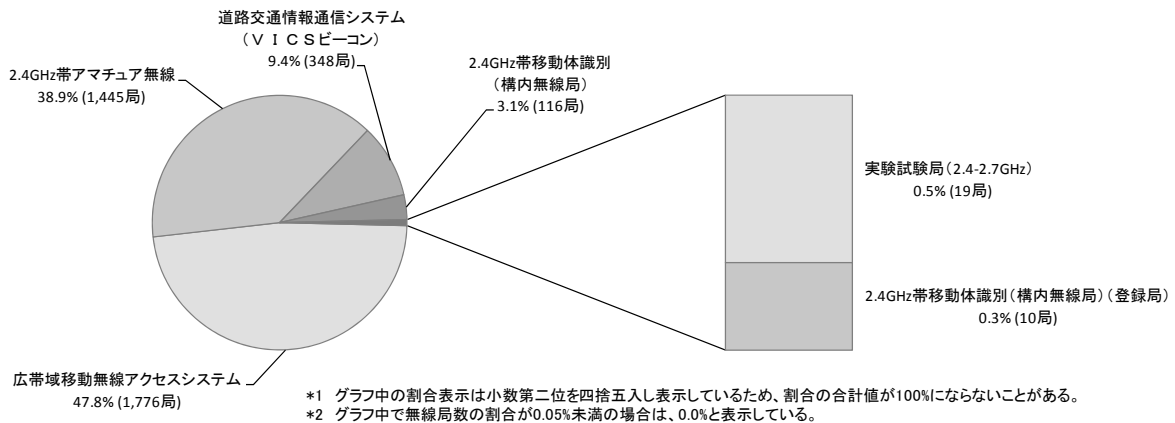 道路交通情報通信システム
(ＶＩＣＳビーコン)
9.4% (348局)
2.4GHz帯アマチュア無線
38.9% (1,445局)
2.4GHz帯移動体識別
(構内無線局)
3.1% (116局)
実験試験局(2.4-2.7GHz)
0.5% (19局)
2.4GHz帯移動体識別(構内無線局)(登録局)
0.3% (10局)
広帯域移動無線アクセスシステム
47.8% (1,776局)
*1 グラフ中の割合表示は小数第二位を四捨五入し表示しているため、割合の合計値が100%にならないことがある。
*2 グラフ中で無線局数の割合が0.05%未満の場合は、0.0%と表示している。